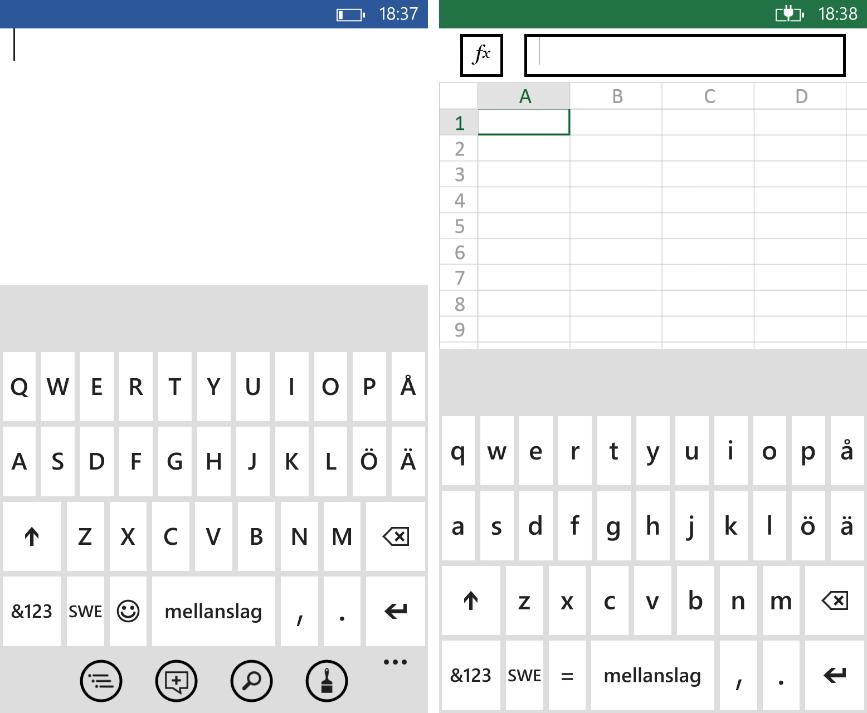 18:37
Q W E R T Y U I O P Å
A S D F G H J K L Ö Ä
Z X C V B N M
&123 SWE mellanslag , .
18:38
fx
A B C D
1
2
3
4
5
6
7
8
9
q w e r t y u i o p å
a s d f g h j k l ö ä
z x c v b n m
&123 SWE = mellanslag , .